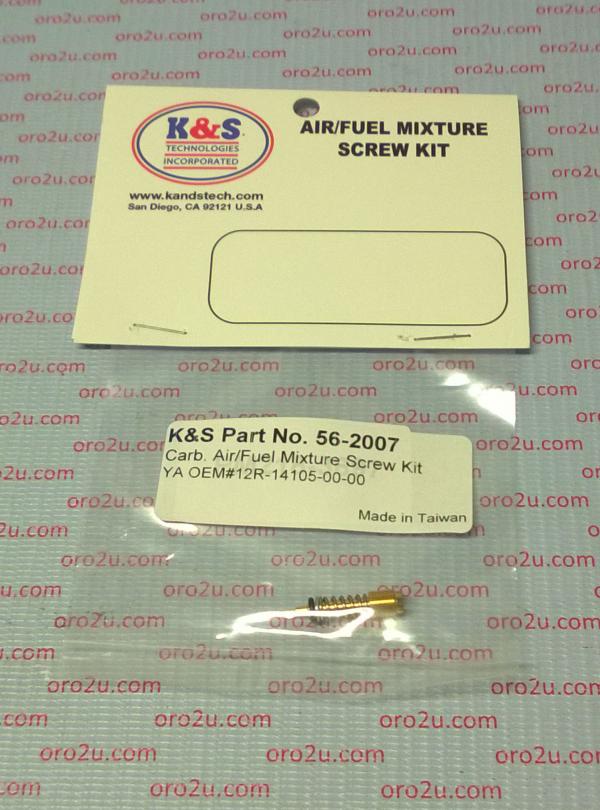 K&S
TECHNOLOGIES
INCORPORATED
www.kandstech.com
San Diego, CA 92121 U.S.A
AIR/FUEL MIXTURE
SCREW KIT
K&S Part No. 56-2007
Carb. Air/Fuel Mixture Screw Kit
YA OEM#12R-14105-00-00
Made in Taiwan
oro2u.com